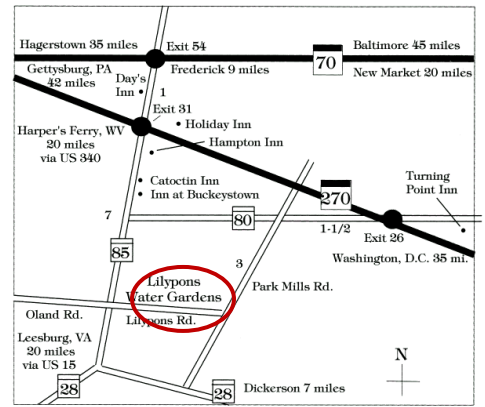 Hagerstown 35 miles
Exit 54
Baltimore 45 miles
70
Gettysburg, PA
42 miles
Frederick 9 miles
New Market 20 miles
Day's
Inn
1
Exit 31
Holiday Inn
Harper's Ferry, WV
20 miles
via US 340
Hampton Inn
Catoctin Inn
Inn at Buckeystown
270
Turning
Point Inn
7
80
1-1/2
Exit 26
85
3
Washington, D.C. 35 mi.
Lilypons
Water Gardens
Park Mills Rd.
Oland Rd.
Lilypons Rd.
Leesburg, VA
20 miles
via US 15
N
28
28
Dickerson 7 miles